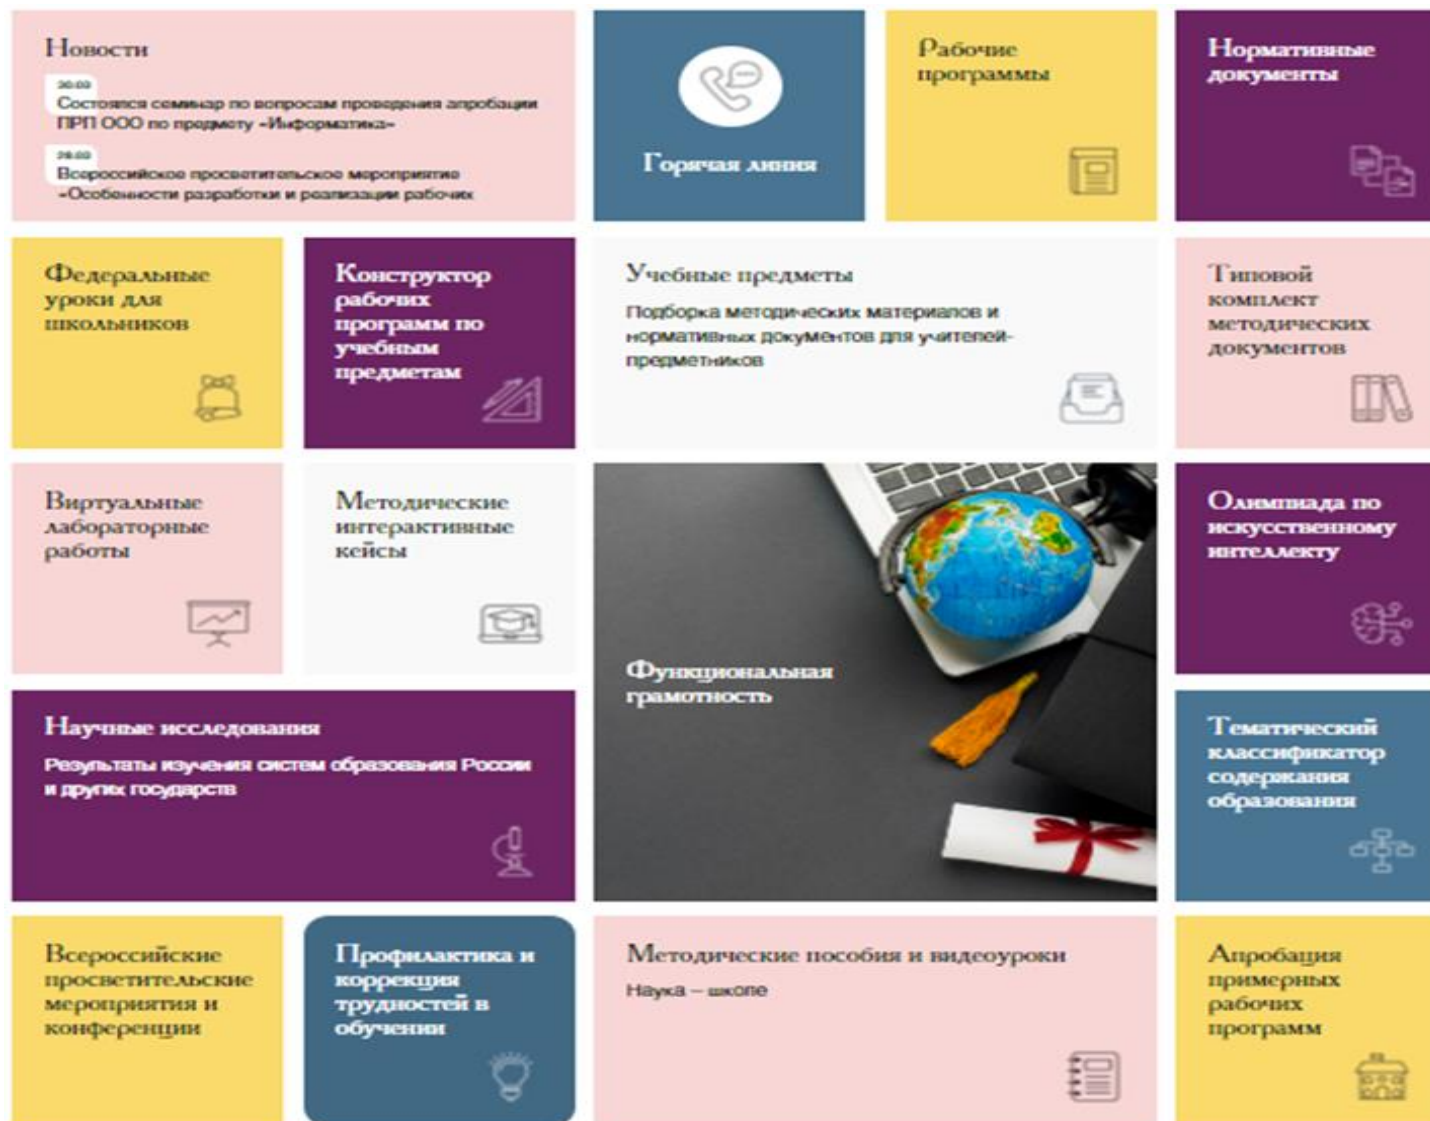 Новости
30.03
Состоялся семинар по вопросам проведения апробации
ПРП ООО по предмету «Информатика»
28.03
Всероссийское просветительское мероприятие
«Особенности разработки и реализации рабочих
Горячая линия
Рабочие
программы
Нормативные
документы
Федеральные
уроки для
школьников
Конструктор
рабочих
программ по
учебным
предметам
Учебные предметы
Подборка методических материалов и
нормативных документов для учителей-
предметников
Типовой
комплект
методических
документов
Виртуальные
лабораторные
работы
Методические
интерактивные
кейсы
Функциональная
грамотность
Олимпиада по
искусственному
интеллекту
Научные исследования
Результаты изучения систем образования России
и других государств
Тематический
классификатор
содержания
образования
Всероссийские
просветительские
мероприятия и
конференции
Профилактика и
коррекция
трудностей в
обучении
Методические пособия и видеоуроки
Наука – школе
Апробация
примерных
рабочих
программ